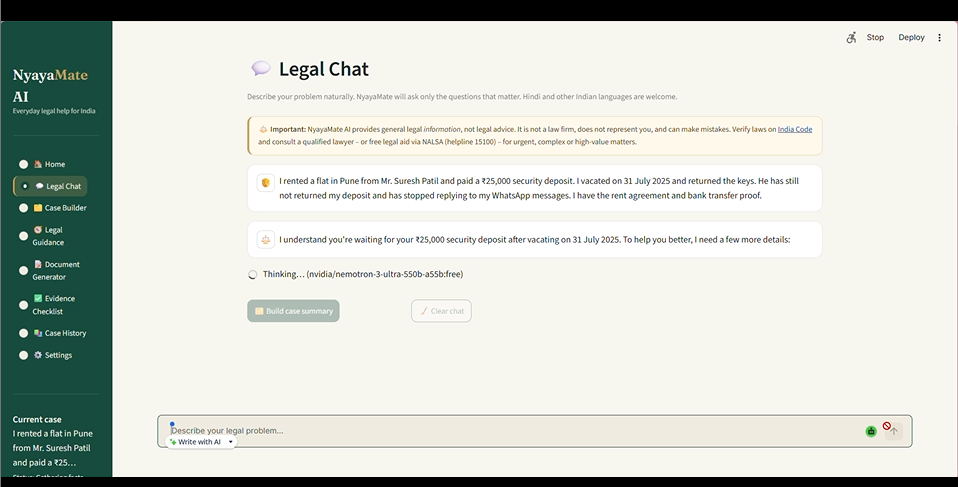 Stop
Deploy
NyayaMate
AI
Everyday legal help for India
Home
Legal Chat
Case Builder
Legal
Guidance
Document
Generator
Evidence
Checklist
Case History
Settings
Current case
I rented a flat in Pune
from Mr. Suresh Patil
and paid a ₹25…
Legal Chat
Describe your problem naturally. NyayaMate will ask only the questions that matter. Hindi and other Indian languages are welcome.
Important: NyayaMate AI provides general legal information, not legal advice. It is not a law firm, does not represent you, and can make mistakes. Verify laws on India Code
and consult a qualified lawyer – or free legal aid via NALSA (helpline 15100) – for urgent, complex or high-value matters.
I rented a flat in Pune from Mr. Suresh Patil and paid a ₹25,000 security deposit. I vacated on 31 July 2025 and returned the keys. He has still
not returned my deposit and has stopped replying to my WhatsApp messages. I have the rent agreement and bank transfer proof.
I understand you're waiting for your ₹25,000 security deposit after vacating on 31 July 2025. To help you better, I need a few more details:
Thinking… (nvidia/nemotron-3-ultra-550b-a55b:free)
Build case summary
Clear chat
Describe your legal problem...
Write with AI